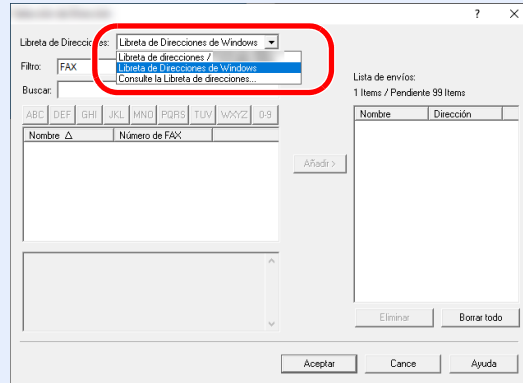 ?
Libreta de Direcciones:
Libreta de Direcciones de Windows
Libreta de direcciones /
Libreta de Direcciones de Windows
Consulte la Libreta de direcciones...
Filtro:
FAX
Buscar:
ABC DEF GHI JKL MNO PQRS TUV WXYZ 0-9
Nombre Número de FAX
Añadir >
Lista de envíos:
1 Items / Pendiente 99 Items
Nombre Dirección
Eliminar Borrar todo
Aceptar Cance Ayuda